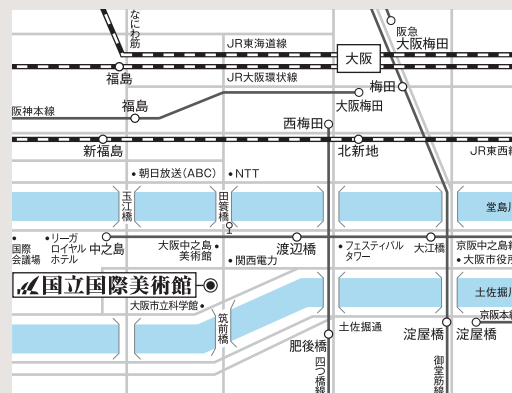 なにわ筋
阪急
大阪梅田
JR東海道線
大阪
福島
JR大阪環状線
梅田
阪神本線
福島
大阪梅田
西梅田
新福島
北新地
JR東西線
朝日放送(ABC)
NTT
玉江橋
田蓑橋
堂島川
国際
会議場
リーガ
ロイヤル
ホテル
中之島
大阪中之島
美術館
渡辺橋
関西電力
フェスティバル
タワー
大江橋
京阪中之島線
大阪市役所
国立国際美術館
大阪市立科学館
土佐堀川
筑前橋
京阪本線
土佐堀通
肥後橋
淀屋橋
淀屋橋
四つ橋線
御堂筋線